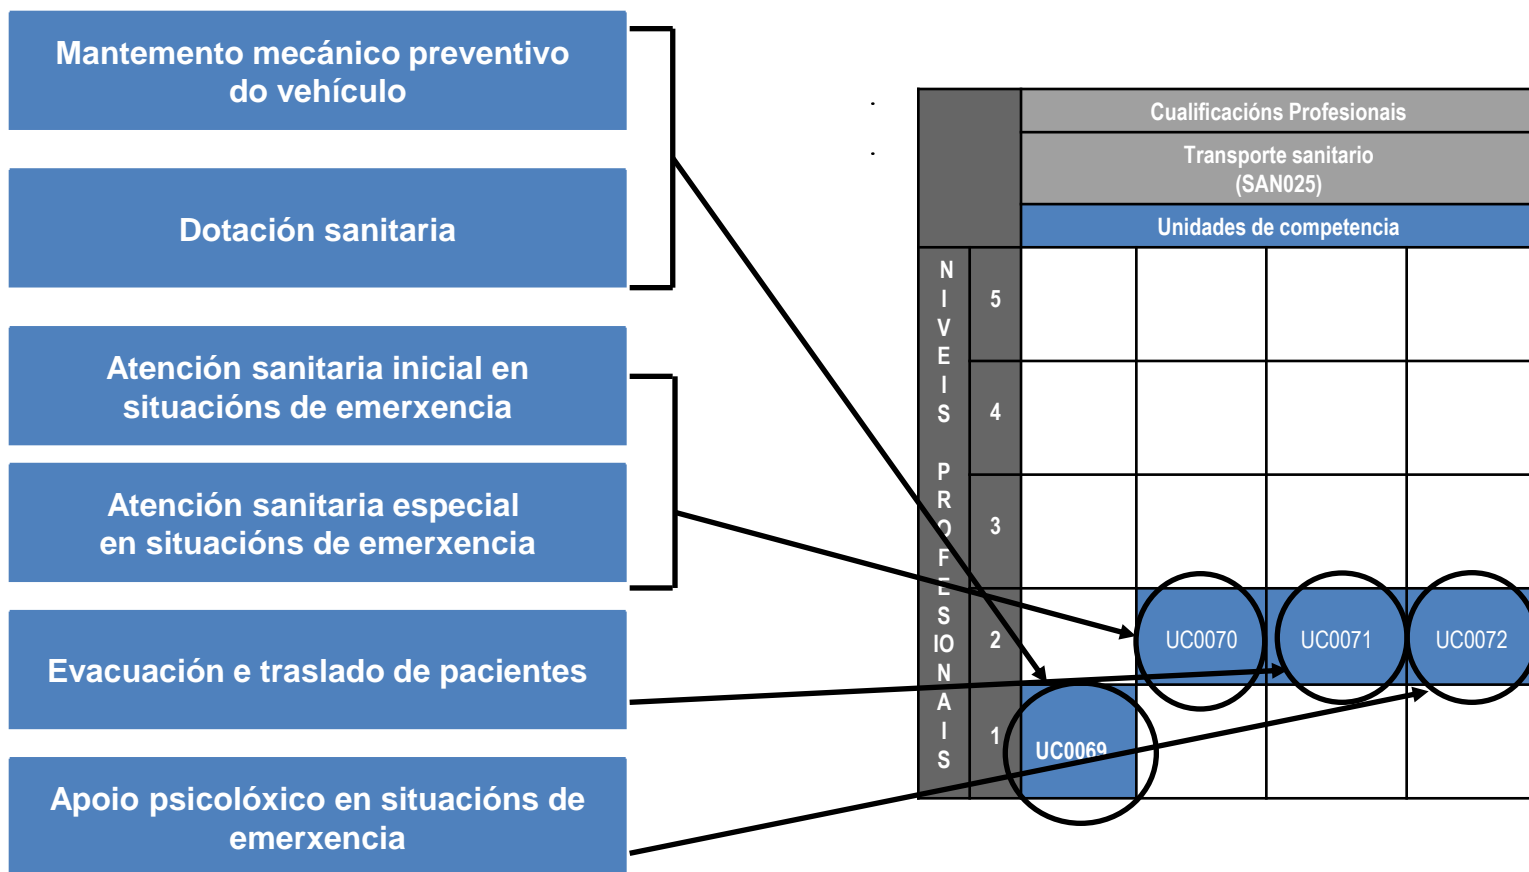 Mantemento mecánico preventivo
do vehículo
Dotación sanitaria
Atención sanitaria inicial en
situacións de emerxencia
Atención sanitaria especial
en situacións de emerxencia
Evacuación e traslado de pacientes
Apoio psicolóxico en situacións de
emerxencia
Cualificacións Profesionais
Transporte sanitario
(SAN025)
Unidades de competencia
NIVEIS PROFESIONAIS
5
4
3
2
UC0070 UC0071 UC0072
1
UC0069